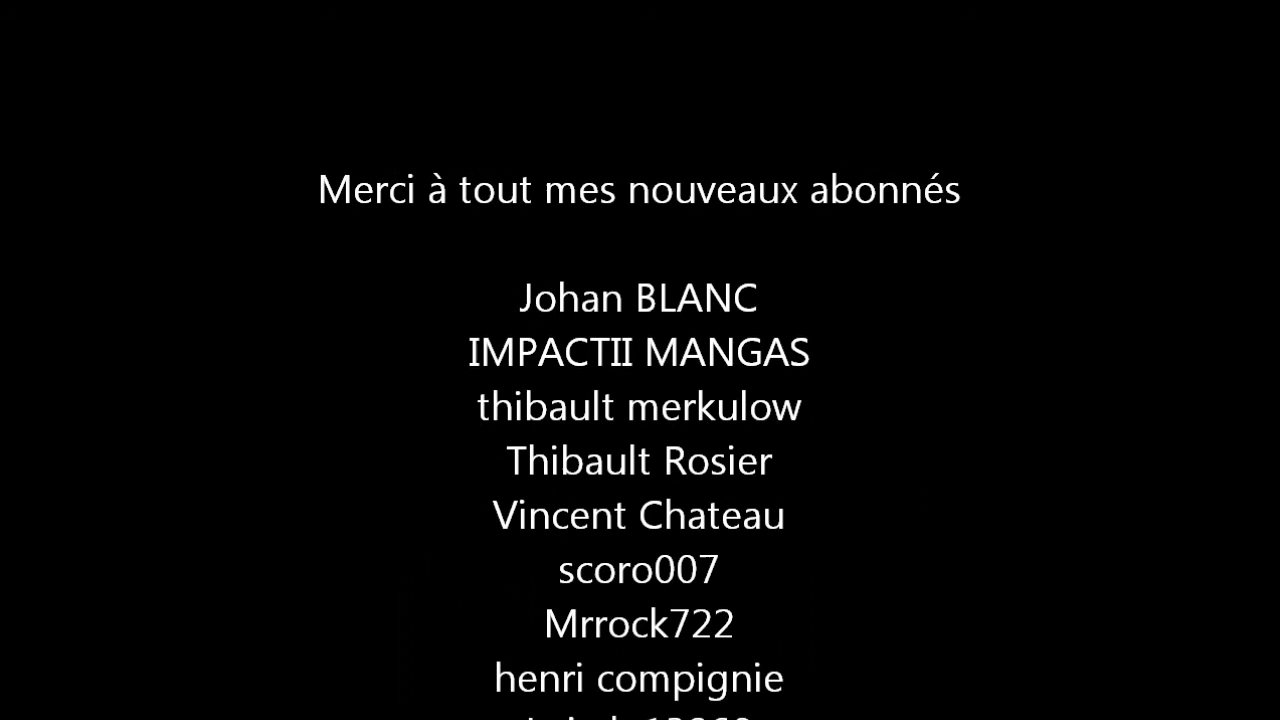 Merci à tout mes nouveaux abonnés
Johan BLANC
IMPACTII MANGAS
thibault merkulow
Thibault Rosier
Vincent Chateau
scoro007
Mrrock722
henri compignie